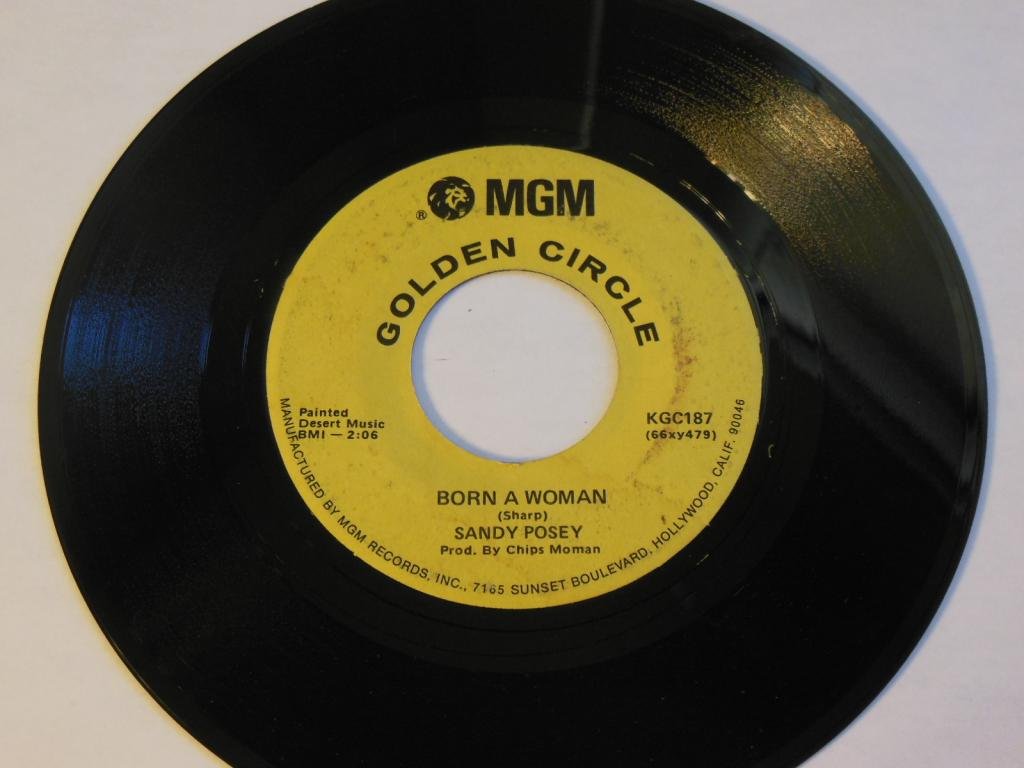 ® MGM
GOLDEN CIRCLE
Painted
Desert Music
BMI — 2:06
KGC187
(66xy479)
BORN A WOMAN
(Sharp)
SANDY POSEY
Prod. By Chips Moman
MANUFACTURED BY MGM RECORDS, INC., 7165 SUNSET BOULEVARD, HOLLYWOOD, CALIF. 90046